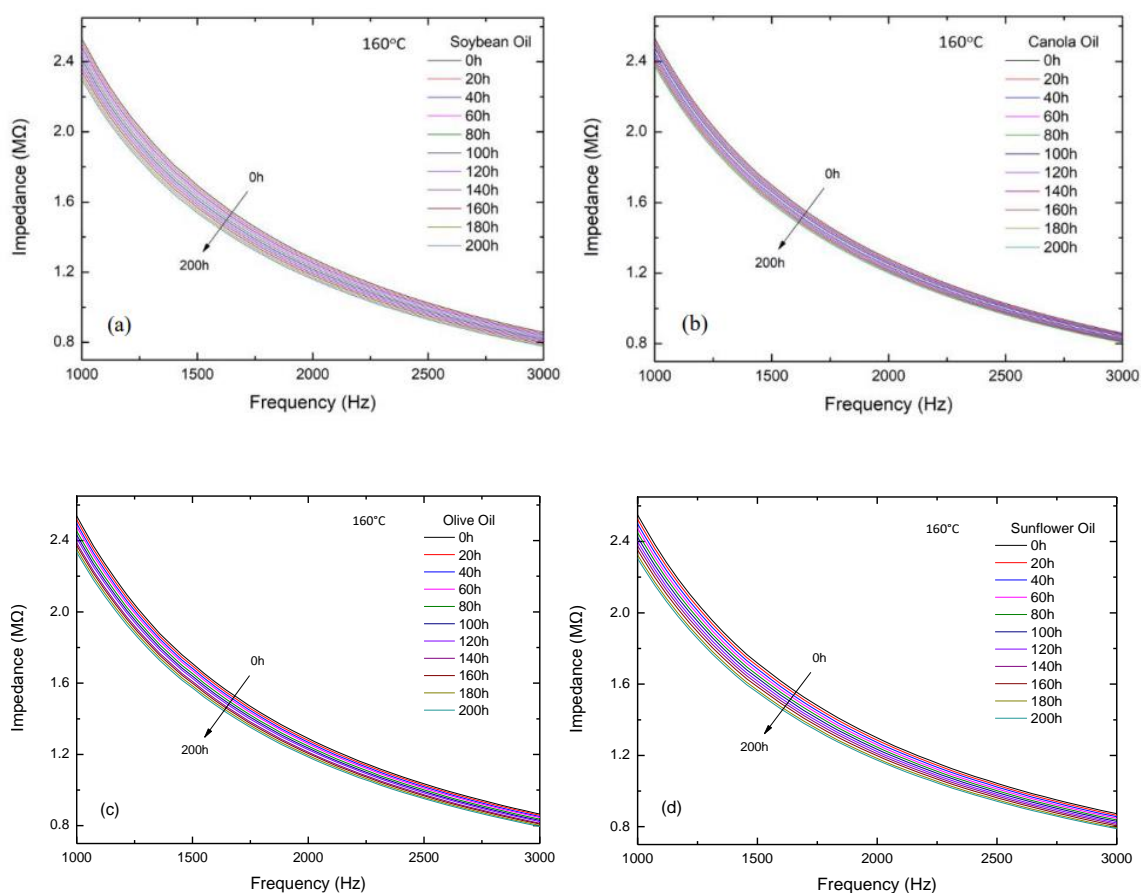 160°C
Soybean Oil
0h
20h
40h
60h
80h
100h
120h
140h
160h
180h
200h
2.4
2.0
1.6
1.2
0.8
Impedance (MΩ)
0h
200h
(a)
1000
1500
2000
2500
3000
Frequency (Hz)
160°C
Canola Oil
0h
20h
40h
60h
80h
100h
120h
140h
160h
180h
200h
2.4
2.0
1.6
1.2
0.8
Impedance (MΩ)
0h
200h
(b)
1000
1500
2000
2500
3000
Frequency (Hz)
160°C
Olive Oil
0h
20h
40h
60h
80h
100h
120h
140h
160h
180h
200h
2.4
2.0
1.6
1.2
0.8
Impedance (MΩ)
0h
200h
(c)
1000
1500
2000
2500
3000
Frequency (Hz)
160°C
Sunflower Oil
0h
20h
40h
60h
80h
100h
120h
140h
160h
180h
200h
2.4
2.0
1.6
1.2
0.8
Impedance (MΩ)
0h
200h
(d)
1000
1500
2000
2500
3000
Frequency (Hz)